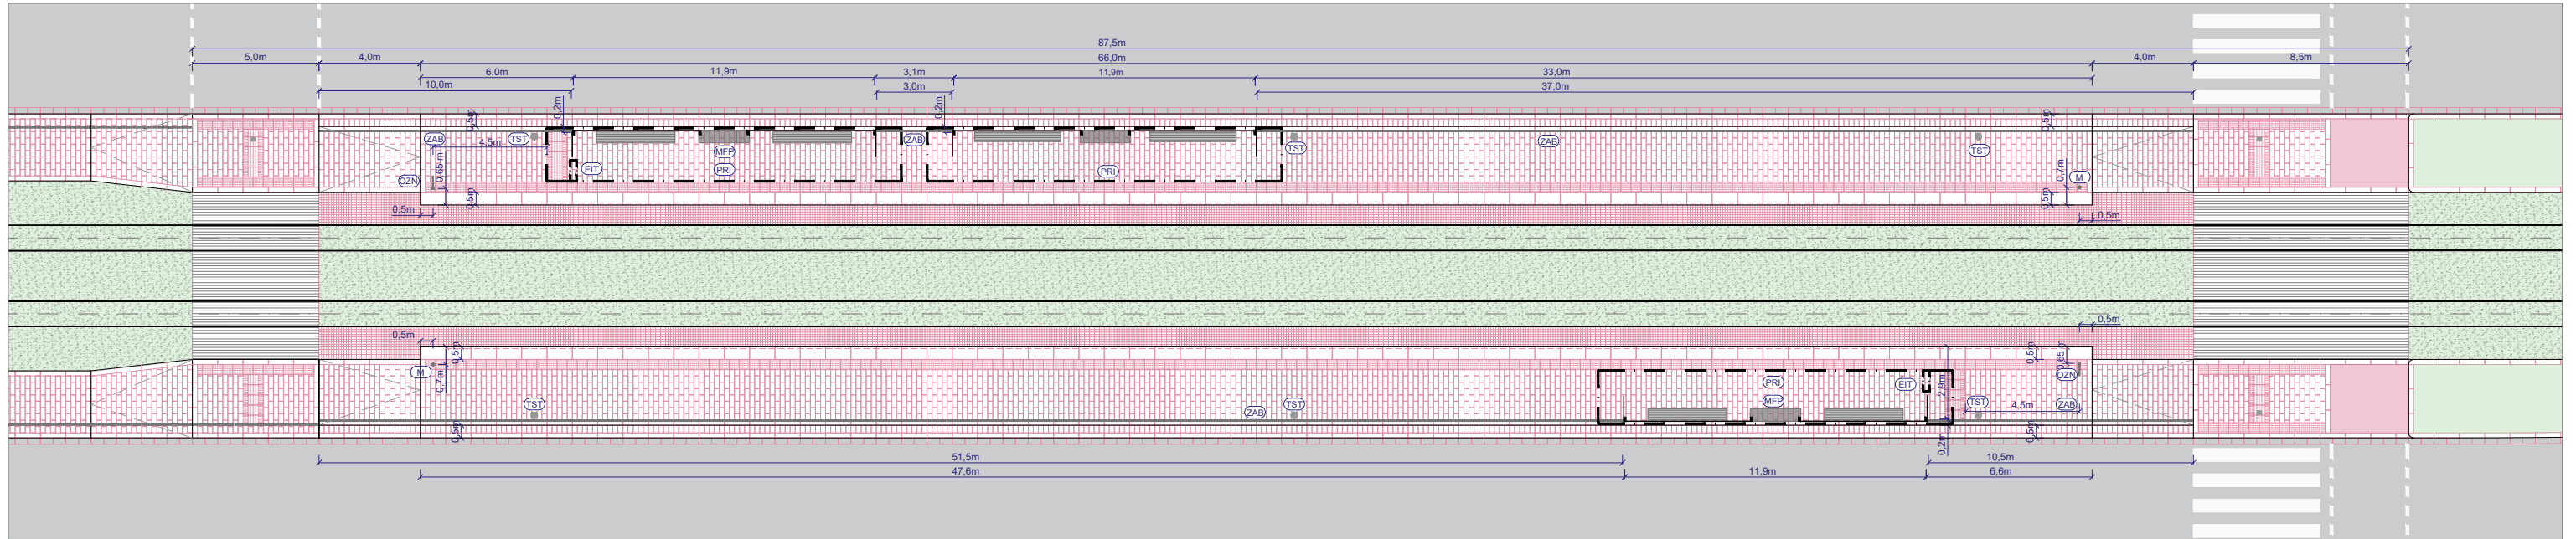 87,5m
5,0m 4,0m 66,0m 4,0m 8,5m
6,0m 11,9m 3,1m 11,9m 33,0m
10,0m 3,0m 37,0m
0,2m 0,2m
0,5m 0,5m
ZAB TST ZAB ZAB
4,5m MFP TST TST
0,65 m EIT PRI PRI
OZN M
0,7m
0,5m 0,5m
0,5m 0,5m
0,5m 0,5m
0,5m 0,5m 0,65 m
M PRI EIT OZN
0,7m 2,9m
TST TST MFP TST ZAB
ZAB 4,5m
0,5m 0,2m 0,5m
51,5m 10,5m
47,6m 11,9m 6,6m